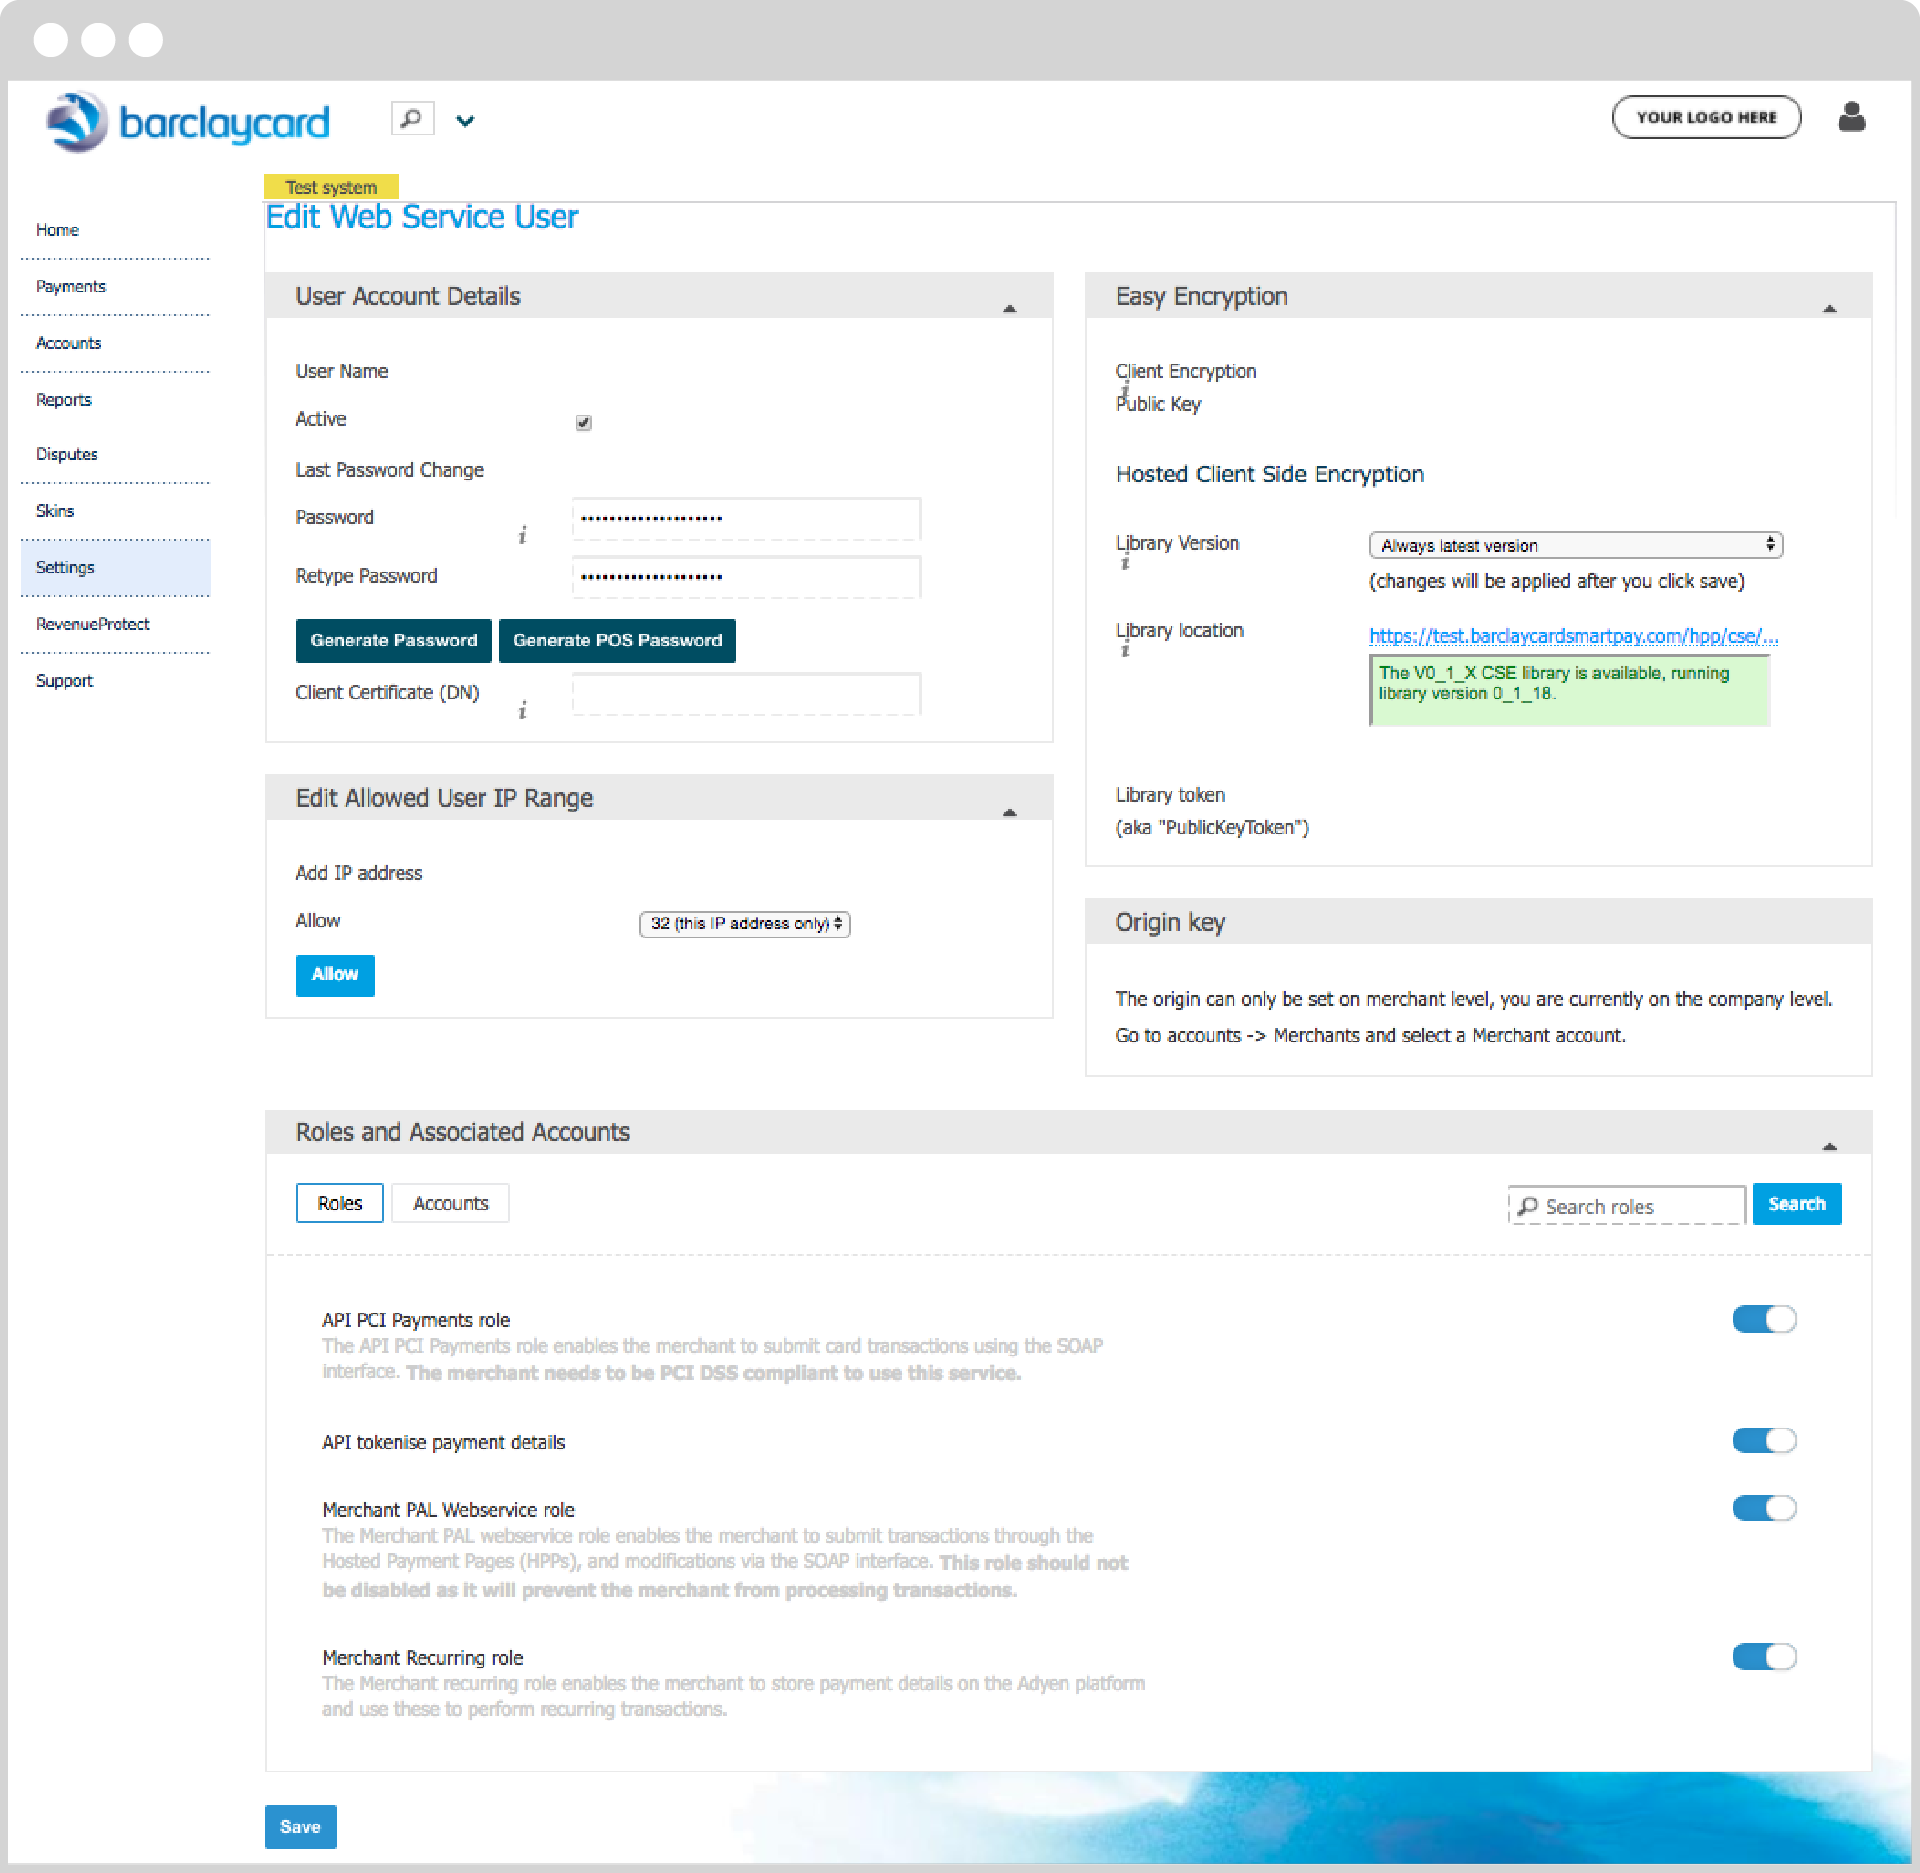 barclaycard
YOUR LOGO HERE
Test system
Edit Web Service User
Home
Payments
Accounts
Reports
Disputes
Skins
Settings
RevenueProtect
Support
User Account Details
User Name
Active
Last Password Change
Password
i
••••••••••••••••••••
Retype Password
••••••••••••••••••••
Generate Password
Generate POS Password
Client Certificate (DN)
i
Edit Allowed User IP Range
Add IP address
Allow
32 (this IP address only)
Allow
Easy Encryption
Client Encryption
i
Public Key
Hosted Client Side Encryption
Library Version
i
Always latest version
(changes will be applied after you click save)
Library location
i
https://test.barclaycardsmartpay.com/hpp/cse/...
The V0_1_X CSE library is available, running
library version 0_1_18.
Library token
(aka "PublicKeyToken")
Origin key
The origin can only be set on merchant level, you are currently on the company level.
Go to accounts -> Merchants and select a Merchant account.
Roles and Associated Accounts
Roles
Accounts
Search roles
Search
API PCI Payments role
The API PCI Payments role enables the merchant to submit card transactions using the SOAP
interface. The merchant needs to be PCI DSS compliant to use this service.
API tokenise payment details
Merchant PAL Webservice role
The Merchant PAL webservice role enables the merchant to submit transactions through the
Hosted Payment Pages (HPPs), and modifications via the SOAP interface. This role should not
be disabled as it will prevent the merchant from processing transactions.
Merchant Recurring role
The Merchant recurring role enables the merchant to store payment details on the Adyen platform
and use these to perform recurring transactions.
Save